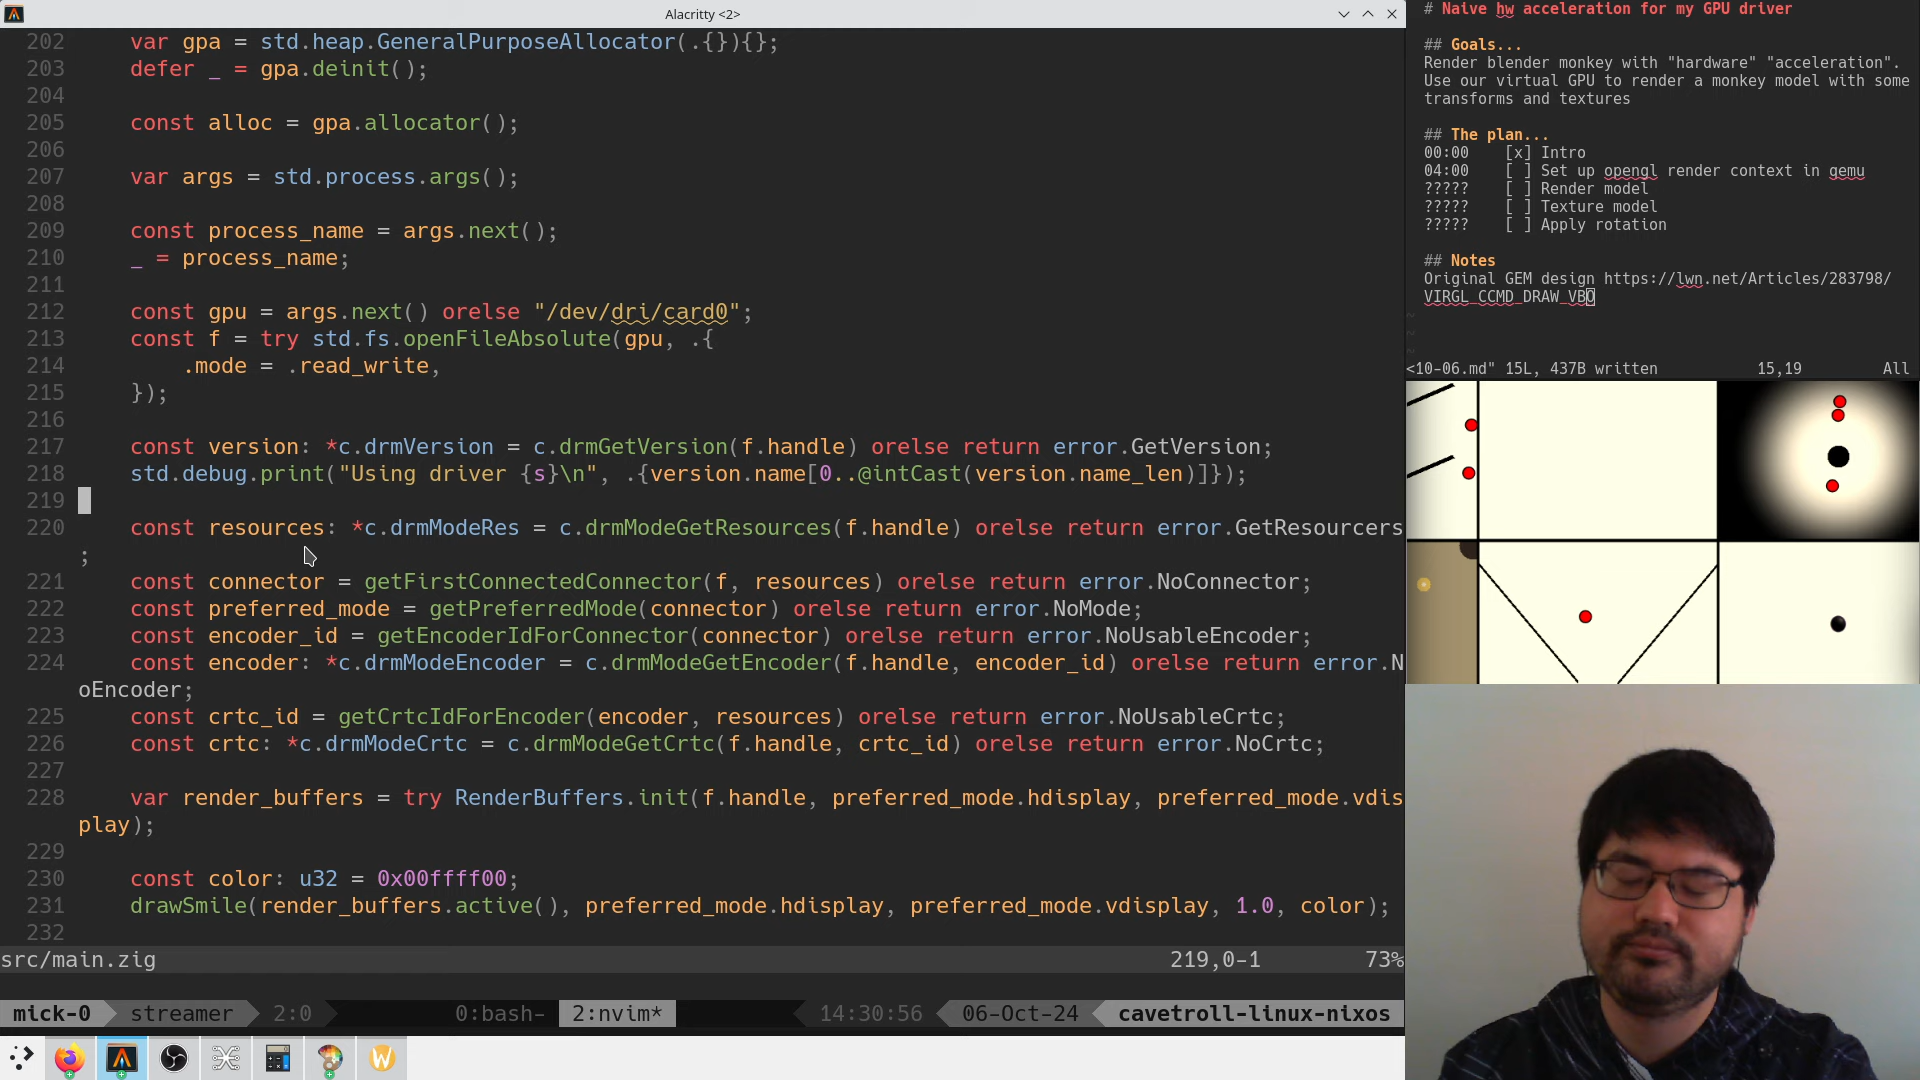 Alacritty <2>
202 var gpa = std.heap.GeneralPurposeAllocator(.{}){};
203 defer _ = gpa.deinit();
204
205 const alloc = gpa.allocator();
206
207 var args = std.process.args();
208
209 const process_name = args.next();
210 _ = process_name;
211
212 const gpu = args.next() orelse "/dev/dri/card0";
213 const f = try std.fs.openFileAbsolute(gpu, .{
214 .mode = .read_write,
215 });
216
217 const version: *c.drmVersion = c.drmGetVersion(f.handle) orelse return error.GetVersion;
218 std.debug.print("Using driver {s}\n", .{version.name[0..@intCast(version.name_len)]});
219
220 const resources: *c.drmModeRes = c.drmModeGetResources(f.handle) orelse return error.GetResourcers
;
221 const connector = getFirstConnectedConnector(f, resources) orelse return error.NoConnector;
222 const preferred_mode = getPreferredMode(connector) orelse return error.NoMode;
223 const encoder_id = getEncoderIdForConnector(connector) orelse return error.NoUsableEncoder;
224 const encoder: *c.drmModeEncoder = c.drmModeGetEncoder(f.handle, encoder_id) orelse return error.N
oEncoder;
225 const crtc_id = getCrtcIdForEncoder(encoder, resources) orelse return error.NoUsableCrtc;
226 const crtc: *c.drmModeCrtc = c.drmModeGetCrtc(f.handle, crtc_id) orelse return error.NoCrtc;
227
228 var render_buffers = try RenderBuffers.init(f.handle, preferred_mode.hdisplay, preferred_mode.vdis
play);
229
230 const color: u32 = 0x00ffff00;
231 drawSmile(render_buffers.active(), preferred_mode.hdisplay, preferred_mode.vdisplay, 1.0, color);
232
src/main.zig 219,0-1 73%
mick-0 streamer 2:0 0:bash- 2:nvim* 14:30:56 06-Oct-24 cavetroll-linux-nixos
# Naive hw acceleration for my GPU driver
## Goals...
Render blender monkey with "hardware" "acceleration".
Use our virtual GPU to render a monkey model with some
transforms and textures
## The plan...
00:00 [x] Intro
04:00 [ ] Set up opengl render context in qemu
????? [ ] Render model
????? [ ] Texture model
????? [ ] Apply rotation
## Notes
Original GEM design https://lwn.net/Articles/283798/
VIRGL_CCMD_DRAW_VBO
~
~
~
<10-06.md" 15L, 437B written 15,19 All